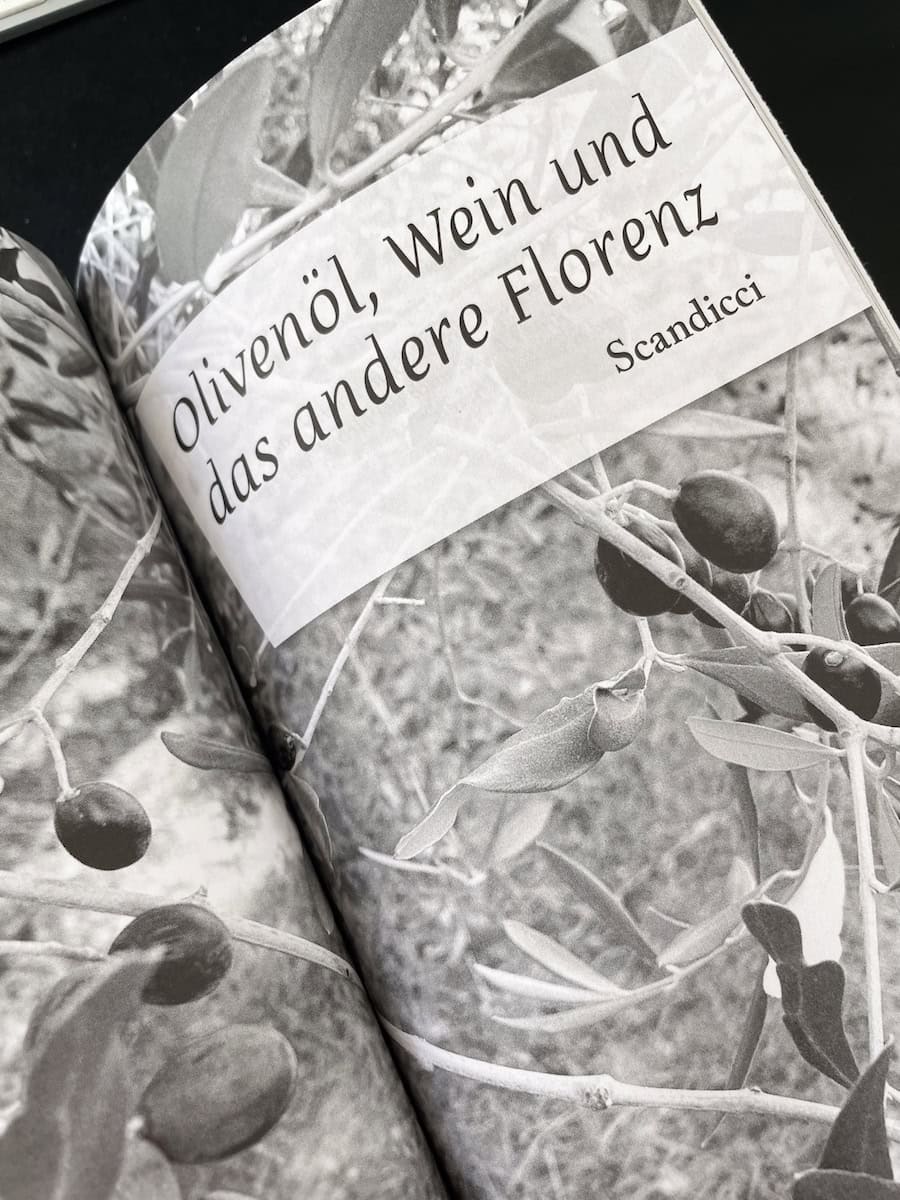 Olivenöl, Wein und
das andere Florenz
Scandicci